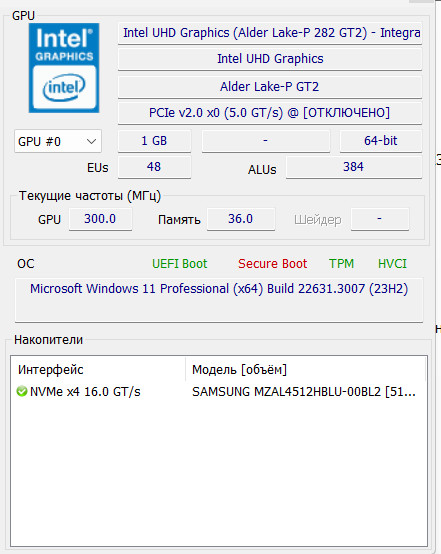 GPU
Intel UHD Graphics (Alder Lake-P 282 GT2) - Integra
intel
GRAPHICS
intel
Intel UHD Graphics
Alder Lake-P GT2
PCIe v2.0 x0 (5.0 GT/s) @ [ОТКЛЮЧЕНО]
GPU #0 1 GB - 64-bit
EUs 48 ALUs 384
Текущие частоты (МГц)
GPU 300.0 Память 36.0 Шейдер -
ОС UEFI Boot Secure Boot TPM HVCI
Microsoft Windows 11 Professional (x64) Build 22631.3007 (23H2)
Накопители
Интерфейс Модель [объём]
NVMe x4 16.0 GT/s SAMSUNG MZAL4512HBLU-00BL2 [51...